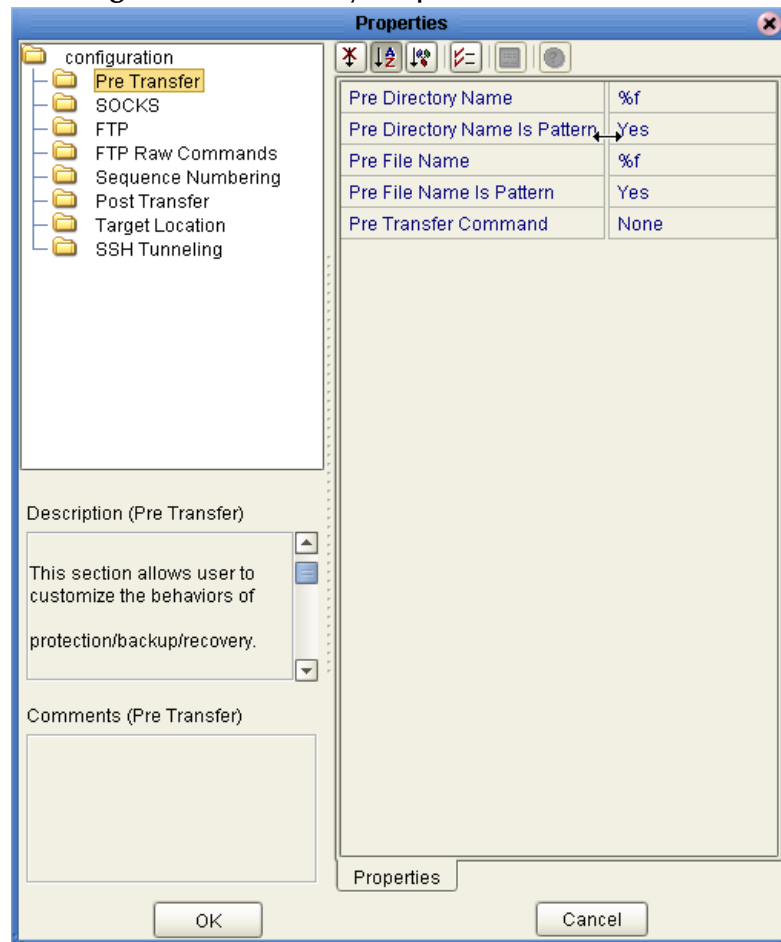 Properties
configuration
Pre Transfer
SOCKS
FTP
FTP Raw Commands
Sequence Numbering
Post Transfer
Target Location
SSH Tunneling
Description (Pre Transfer)
This section allows user to
customize the behaviors of
protection/backup/recovery.
Comments (Pre Transfer)
Pre Directory Name %f
Pre Directory Name Is Pattern Yes
Pre File Name %f
Pre File Name Is Pattern Yes
Pre Transfer Command None
Properties
OK
Cancel